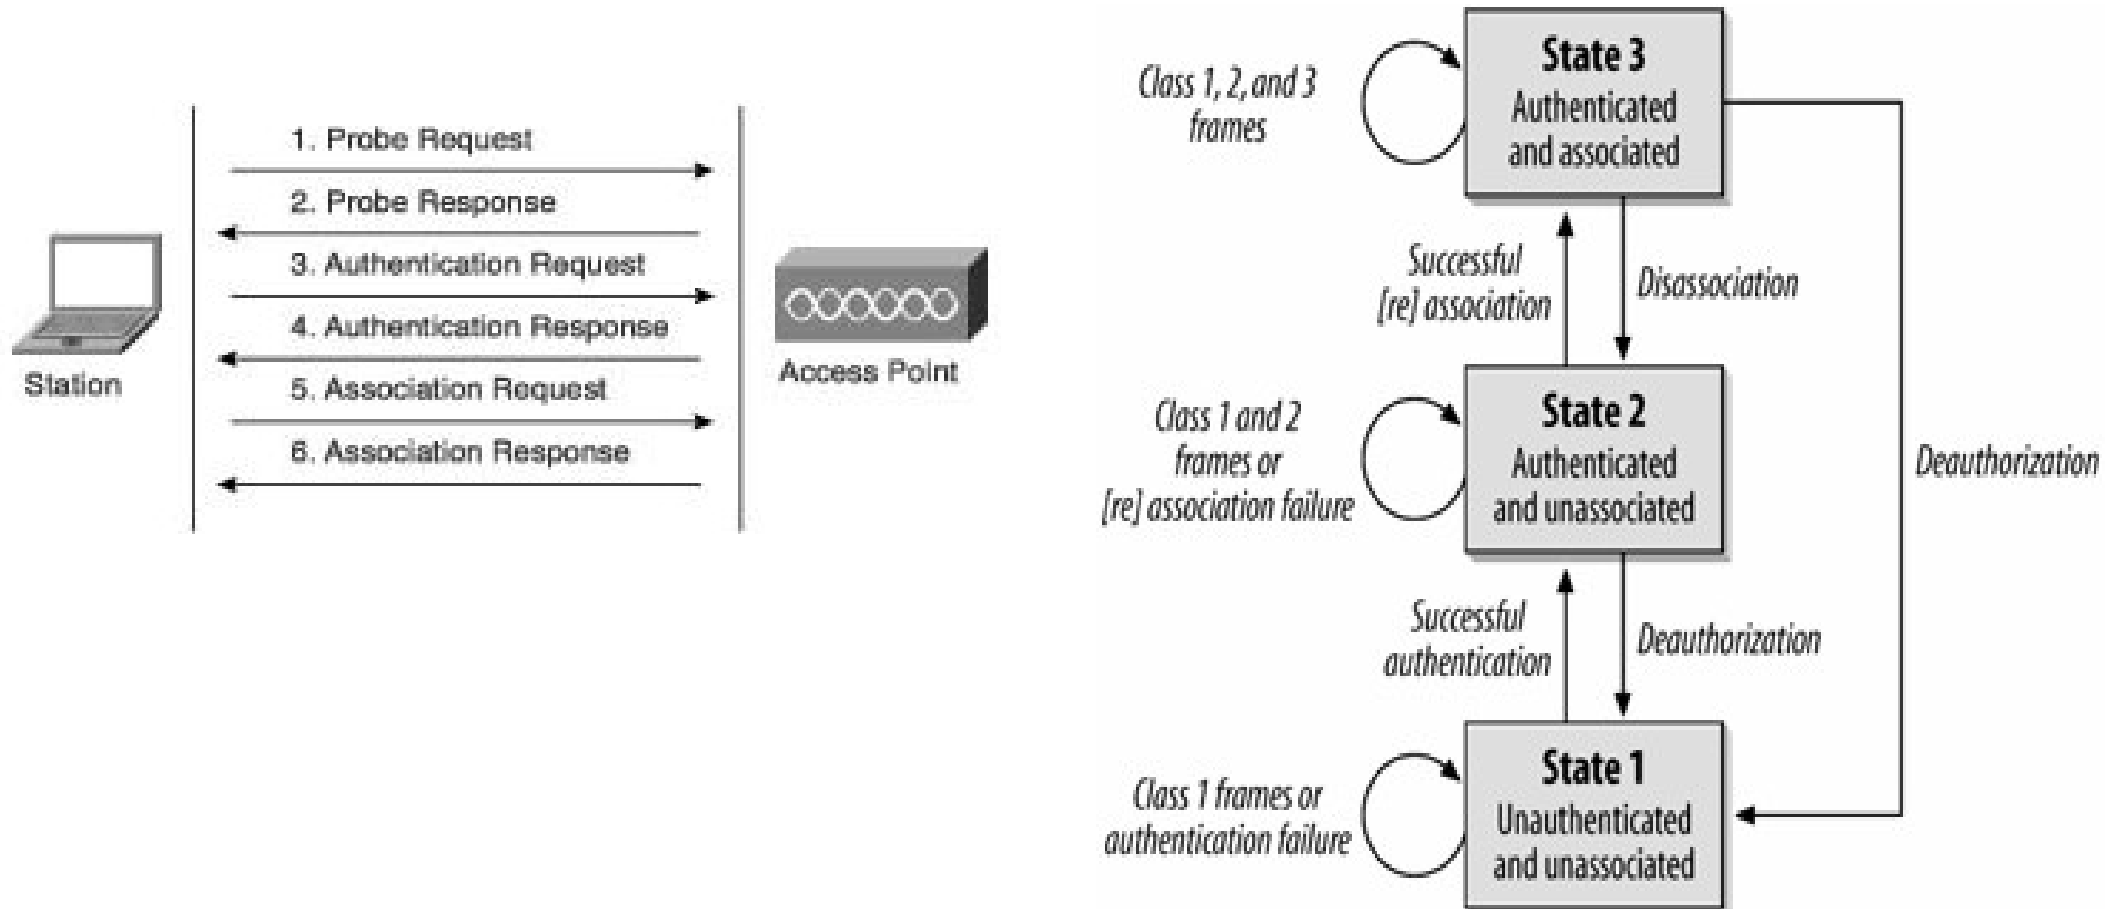 1. Probe Request
2. Probe Response
3. Authentication Request
4. Authentication Response
5. Association Request
6. Association Response
Station
Access Point
State 3
Authenticated
and associated
Class 1, 2, and 3
frames
Successful
[re] association
Disassociation
State 2
Authenticated
and unassociated
Class 1 and 2
frames or
[re] association failure
Deauthorization
Successful
authentication
Deauthorization
State 1
Unauthenticated
and unassociated
Class 1 frames or
authentication failure